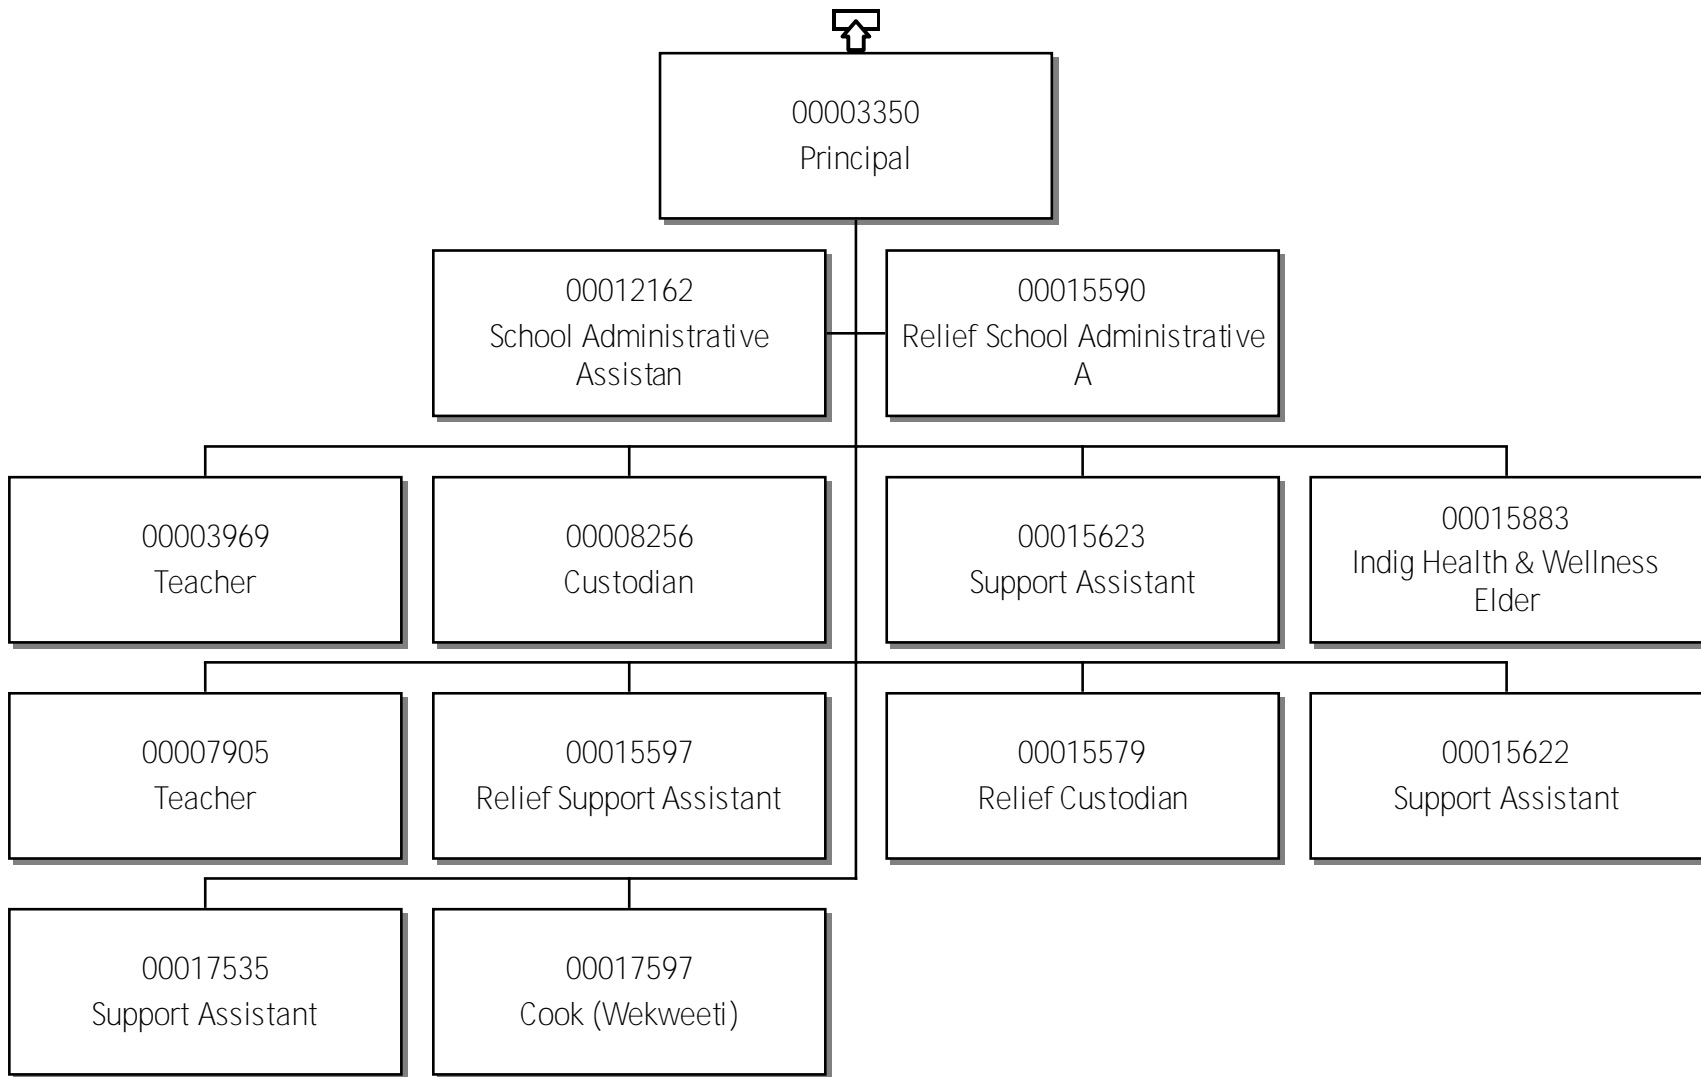 00003350
Principal
00012162
School Administrative
Assistan
00015590
Relief School Administrative
A
00003969
Teacher
00008256
Custodian
00015623
Support Assistant
00015883
Indig Health & Wellness
Elder
00007905
Teacher
00015597
Relief Support Assistant
00015579
Relief Custodian
00015622
Support Assistant
00017535
Support Assistant
00017597
Cook (Wekweeti)